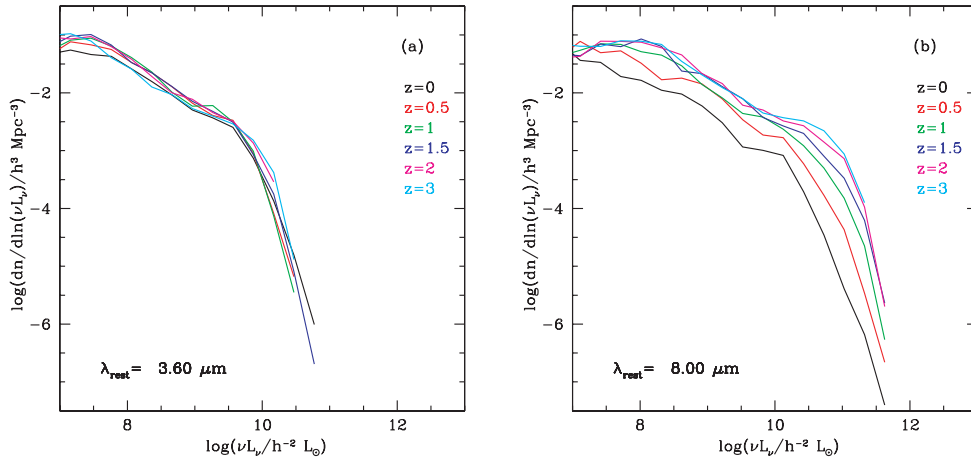 (a)
z=0
z=0.5
z=1
z=1.5
z=2
z=3
λrest= 3.60 μm
-2
-4
-6
8
10
12
log(dn/dln(νLν)/h³ Mpc⁻³)
log(νLν/h⁻² L⊙)
(b)
z=0
z=0.5
z=1
z=1.5
z=2
z=3
λrest= 8.00 μm
-2
-4
-6
8
10
12
log(dn/dln(νLν)/h³ Mpc⁻³)
log(νLν/h⁻² L⊙)